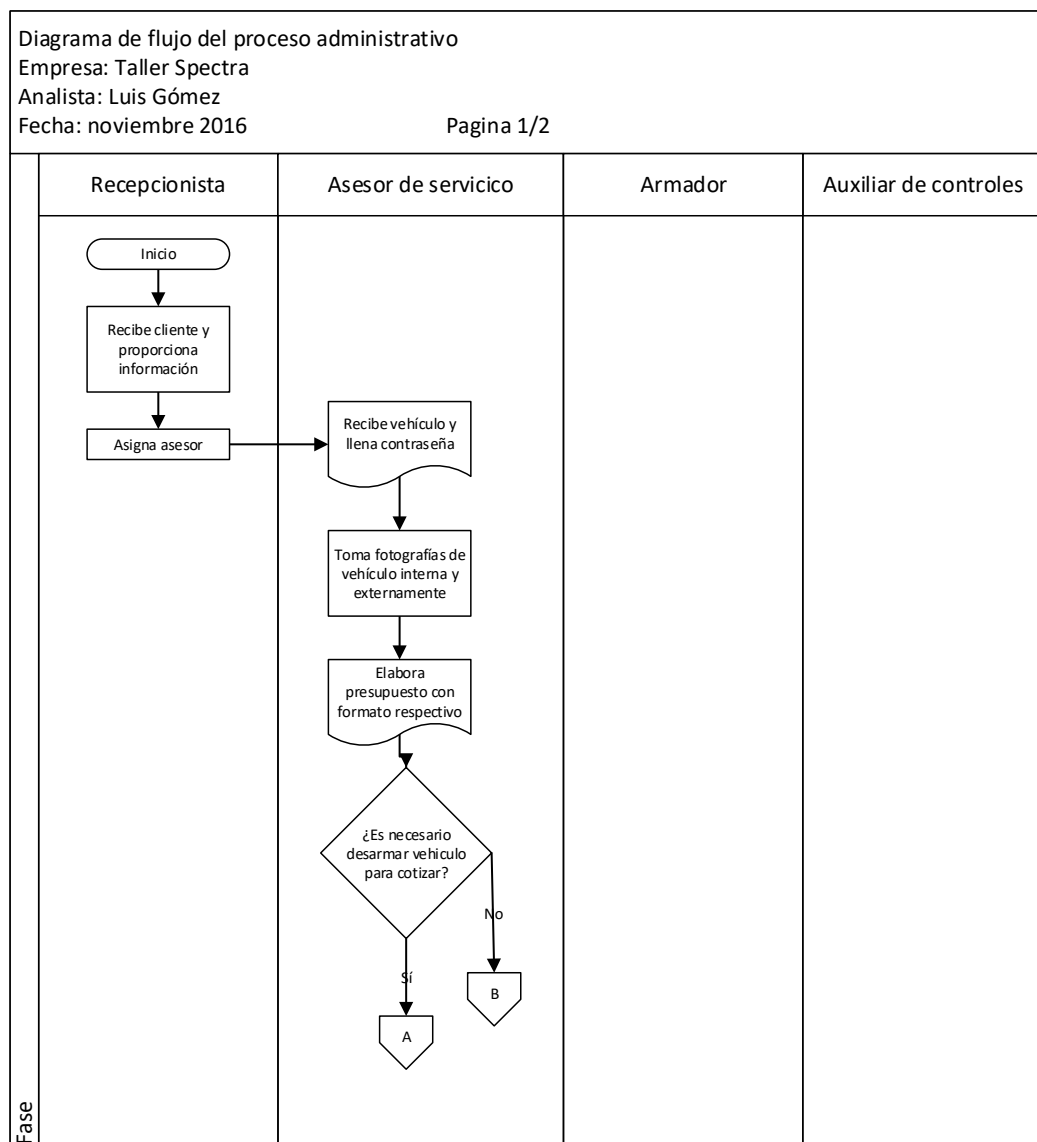 Diagrama de flujo del proceso administrativo
Empresa: Taller Spectra
Analista: Luis Gómez
Fecha: noviembre 2016 Pagina 1/2
Recepcionista
Asesor de servicico
Armador
Auxiliar de controles
Inicio
Recibe cliente y
proporciona
información
Asigna asesor
Recibe vehículo y
llena contraseña
Toma fotografías de
vehículo interna y
externamente
Elabora
presupuesto con
formato respectivo
¿Es necesario
desarmar vehiculo
para cotizar?
No
Sí
B
A
Fase